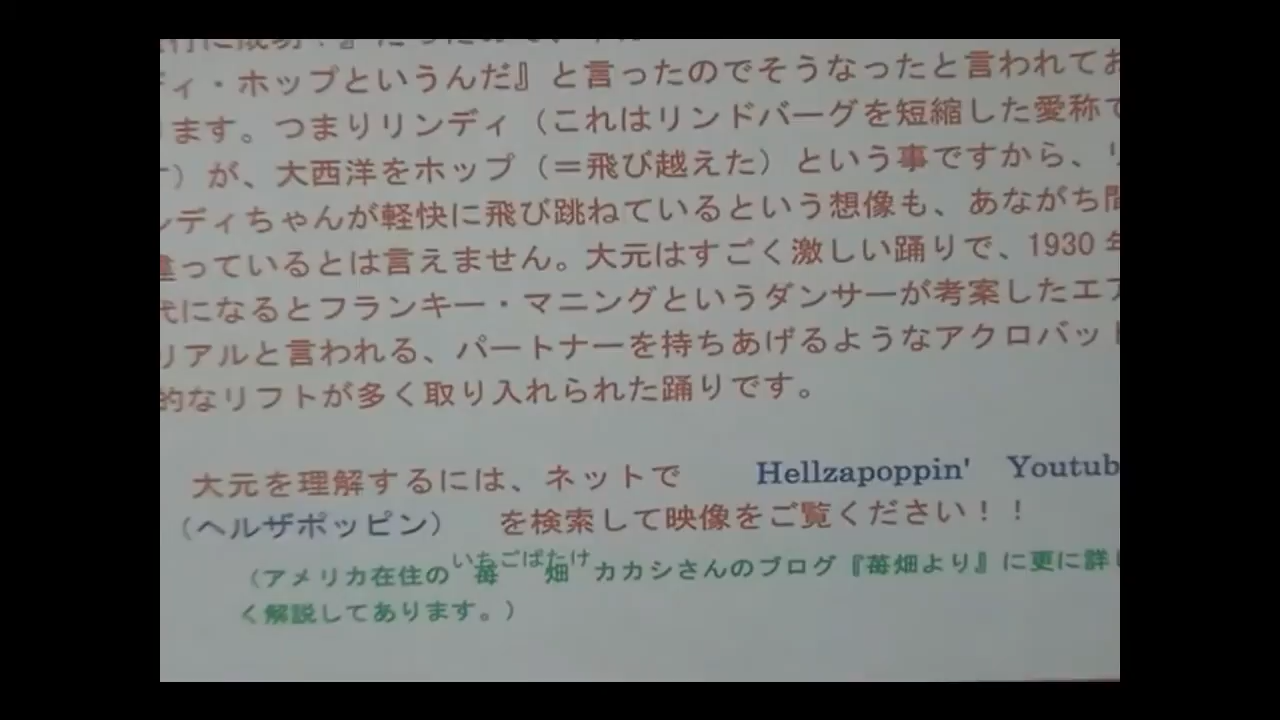 ディ・ホップというんだ』と言ったのでそうなったと言われてお
ます。つまりリンディ（これはリンドバーグを短縮した愛称で
）が、大西洋をホップ（＝飛び越えた）という事ですから、リ
ンディちゃんが軽快に飛び跳ねているという想像も、あながち間
違っているとは言えません。大元はすごく激しい踊りで、1930 年
代になるとフランキー・マニングというダンサーが考案したエア
リアルと言われる、パートナーを持ちあげるようなアクロバット
的なリフトが多く取り入れられた踊りです。
大元を理解するには、ネットで Hellzapoppin' Youtub
（ヘルザポッピン） を検索して映像をご覧ください！！
いちごばたけ
（アメリカ在住の苺畑カカシさんのブログ『苺畑より』に更に詳し
く解説してあります。）